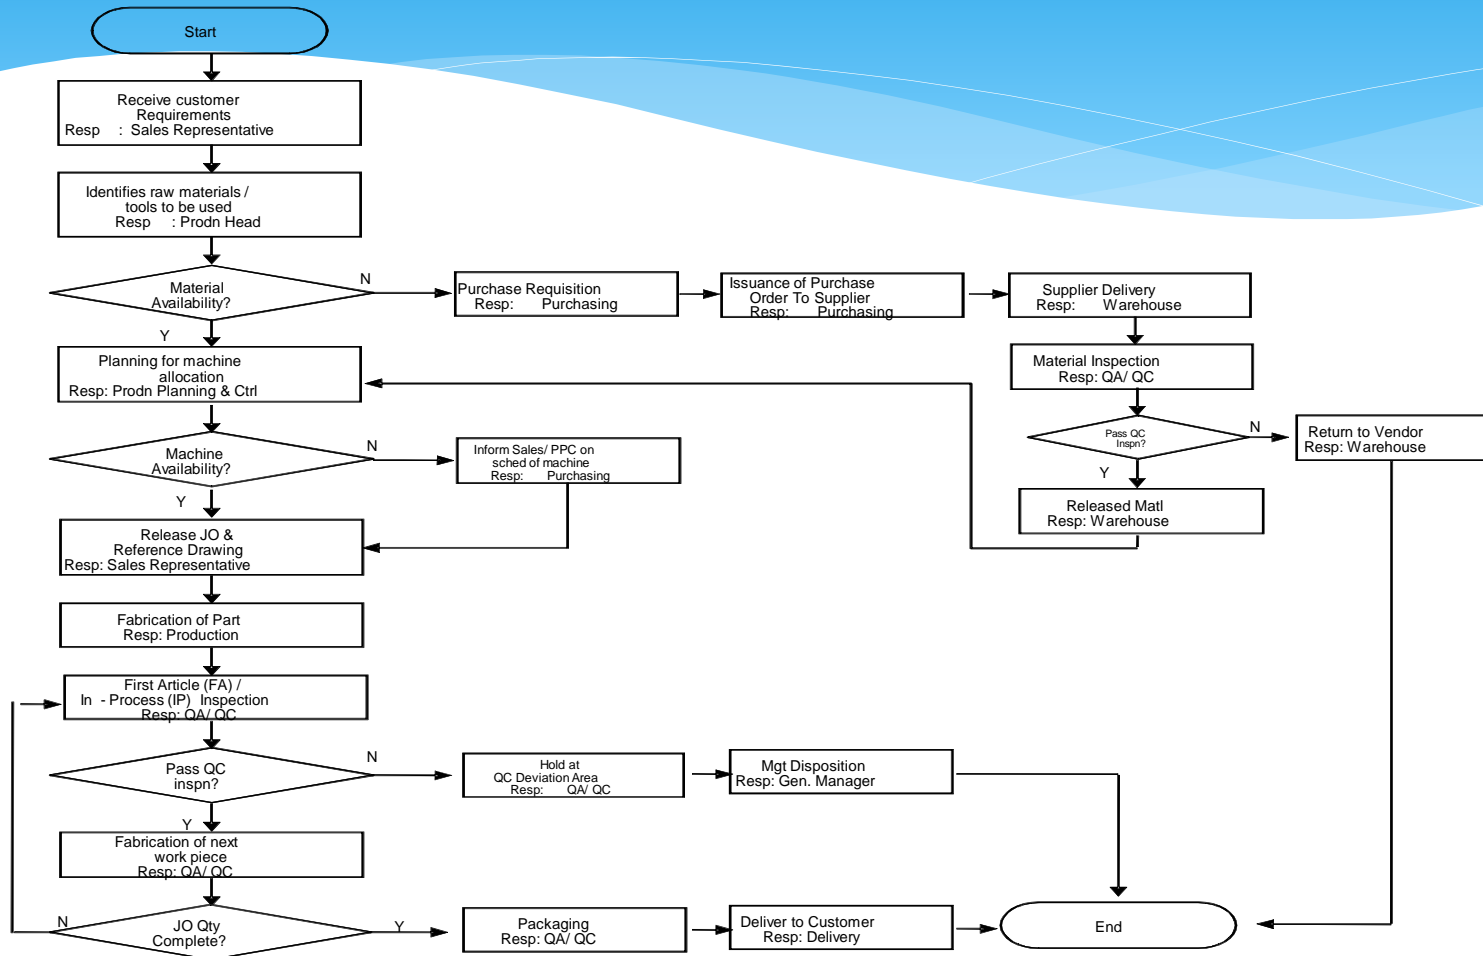 Start
Receive customer
Requirements
Resp : Sales Representative
Identifies raw materials /
tools to be used
Resp : Prodn Head
Material
Availability?
N
Y
Purchase Requisition
Resp: Purchasing
Issuance of Purchase
Order To Supplier
Resp: Purchasing
Supplier Delivery
Resp: Warehouse
Material Inspection
Resp: QA/ QC
Pass QC
Inspn?
N
Y
Return to Vendor
Resp: Warehouse
Released Matl
Resp: Warehouse
Planning for machine
allocation
Resp: Prodn Planning & Ctrl
Machine
Availability?
N
Y
Inform Sales/ PPC on
sched of machine
Resp: Purchasing
Release JO &
Reference Drawing
Resp: Sales Representative
Fabrication of Part
Resp: Production
First Article (FA) /
In - Process (IP) Inspection
Resp: QA/ QC
Pass QC
inspn?
N
Y
Hold at
QC Deviation Area
Resp: QA/ QC
Mgt Disposition
Resp: Gen. Manager
Fabrication of next
work piece
Resp: QA/ QC
JO Qty
Complete?
N
Y
Packaging
Resp: QA/ QC
Deliver to Customer
Resp: Delivery
End